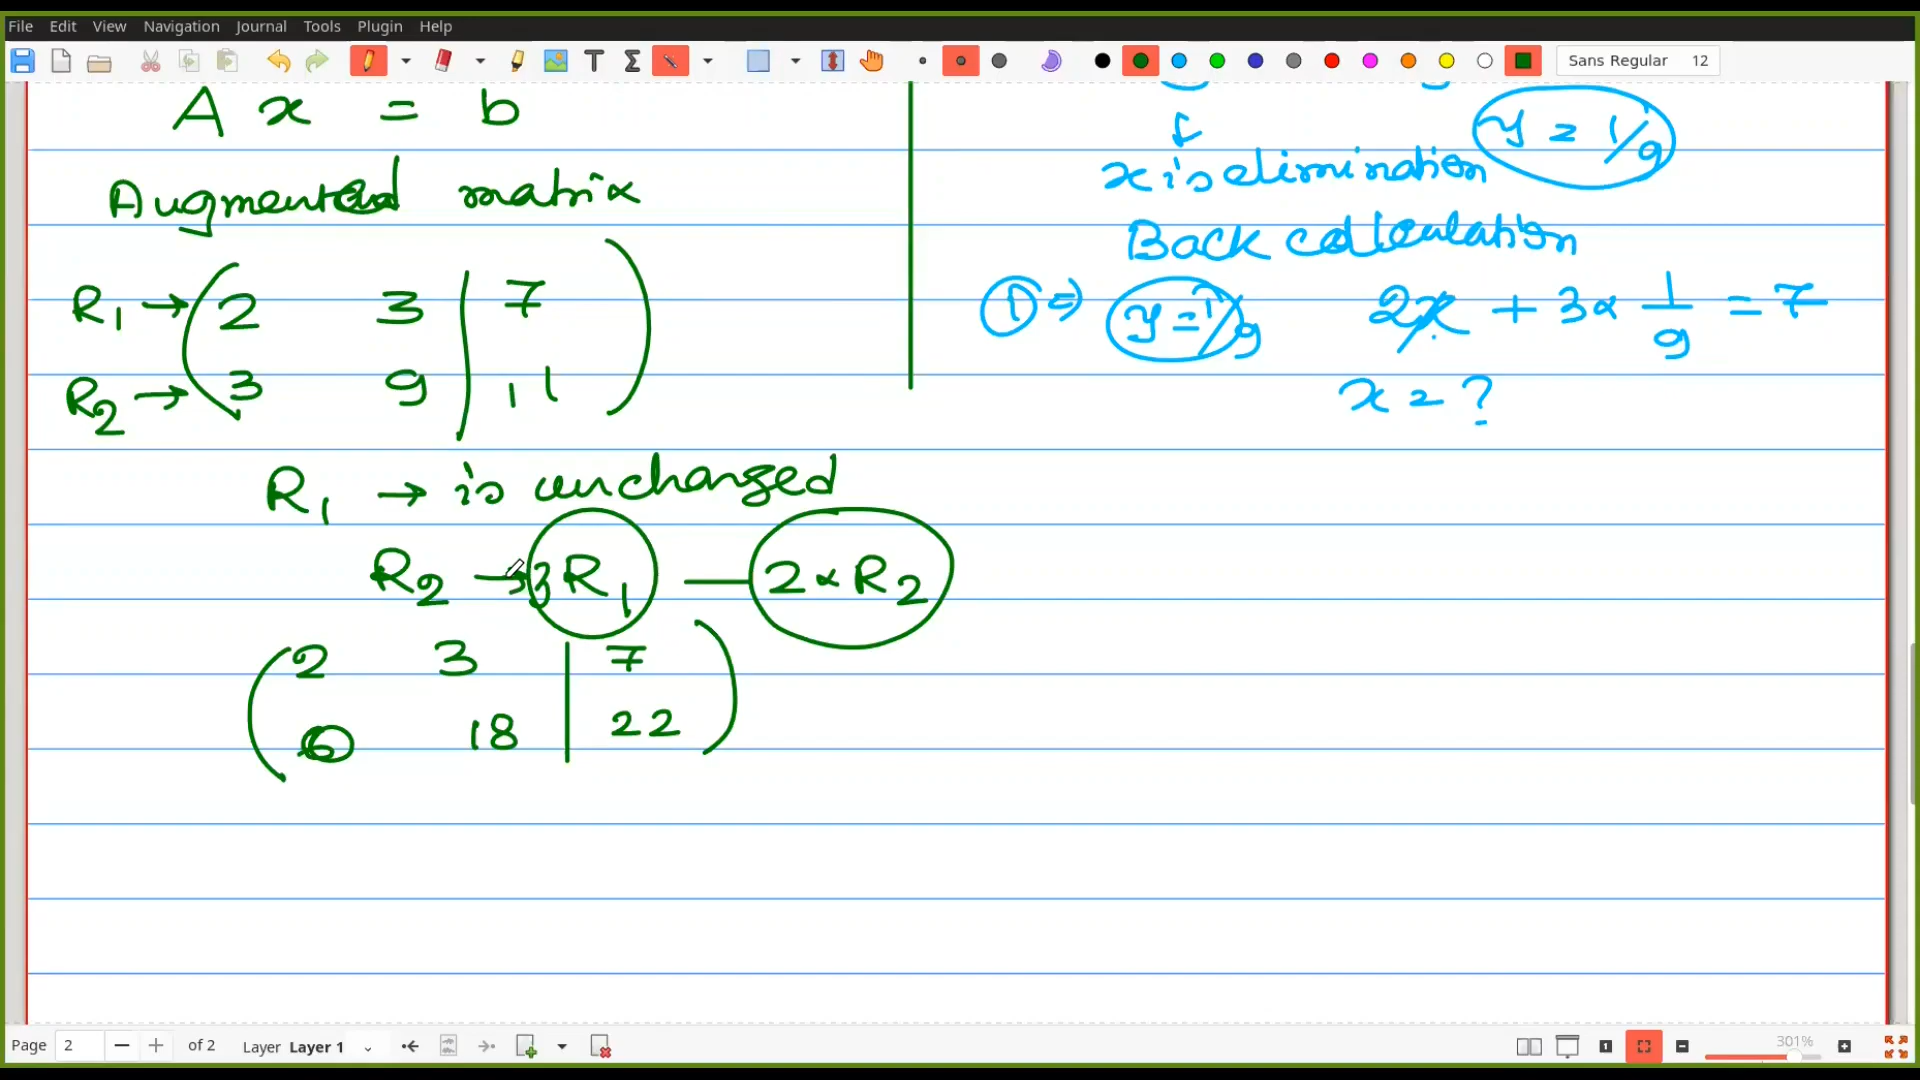 File Edit View Navigation Journal Tools Plugin Help
Sans Regular 12
A x = b
Augmented matrix
R1 → 2 3 | 7
R2 → 3 9 | 11
R1 → is unchanged
R2 → 3R1 — 2 × R2
2 3 | 7
6 18 | 22
y = 1/9
x is elimination
Back calculation
① ⇒ y = 1/9 2x + 3 × 1/9 = 7
x = ?
Page 2 of 2 Layer Layer 1 301%